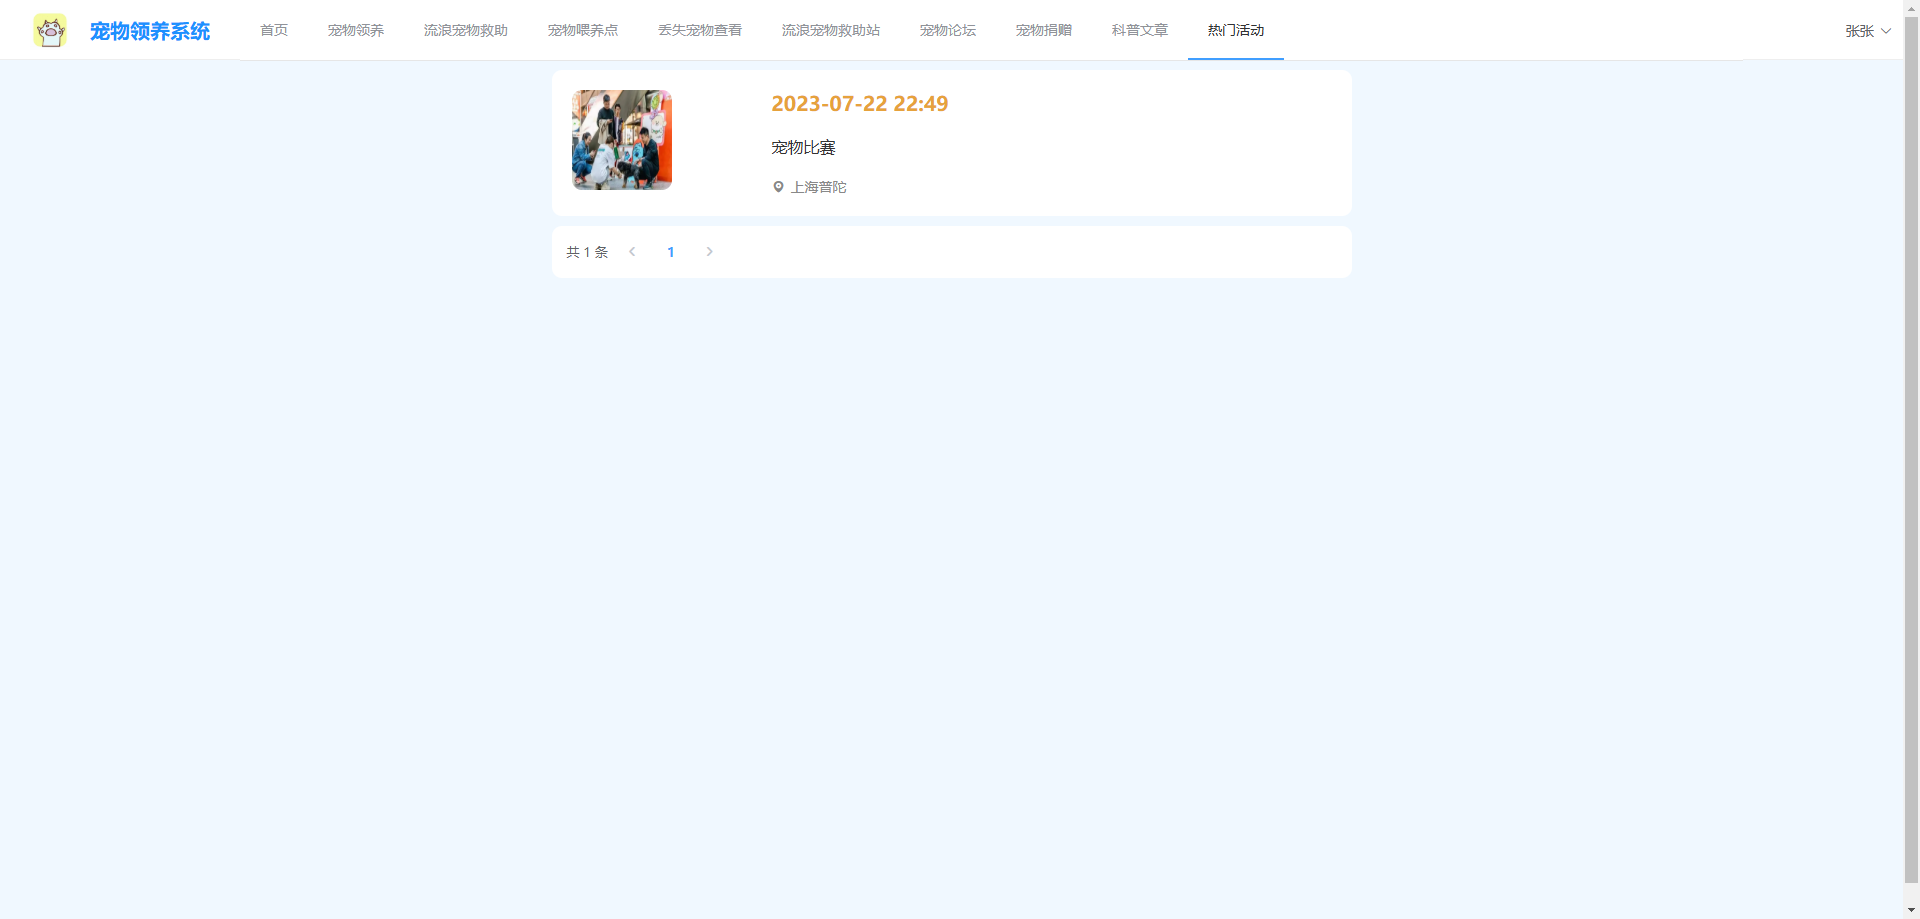 宠物领养系统 首页 宠物领养 流浪宠物救助 宠物喂养点 丢失宠物查看 流浪宠物救助站 宠物论坛 宠物捐赠 科普文章 热门活动 张张
2023-07-22 22:49
宠物比赛
上海普陀
共 1 条 1